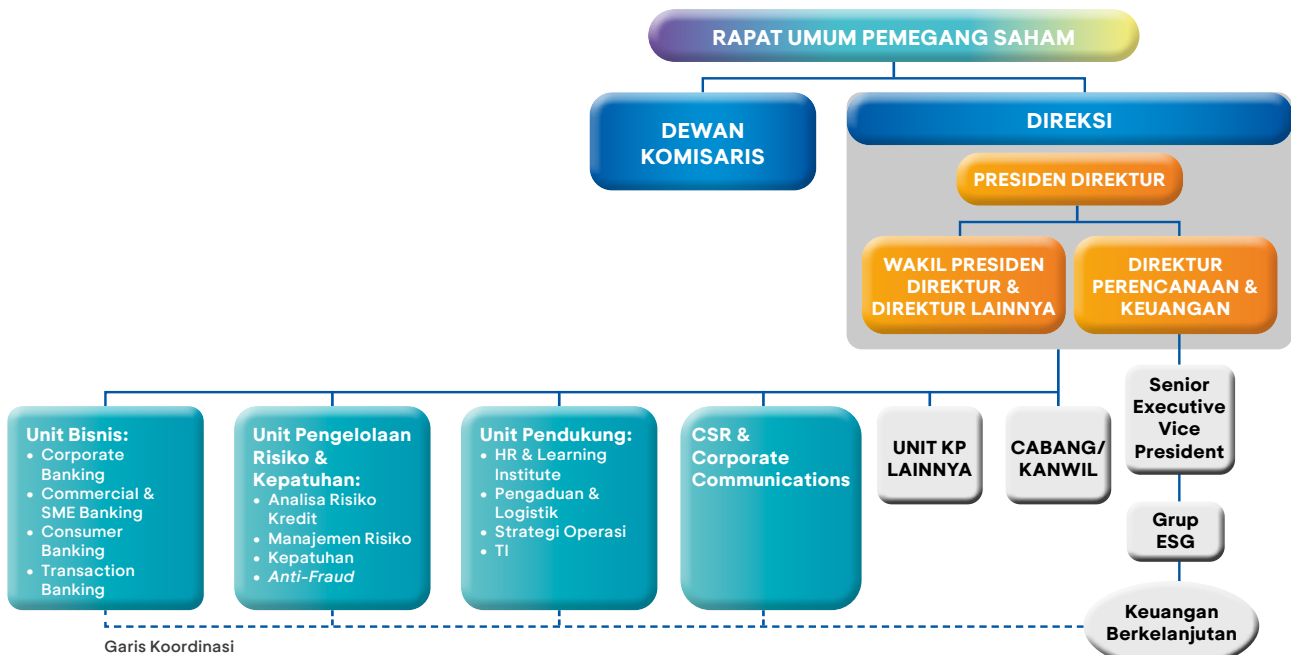 RAPAT UMUM PEMEGANG SAHAM
DEWAN
KOMISARIS
DIREKSI
PRESIDEN DIREKTUR
WAKIL PRESIDEN
DIREKTUR &
DIREKTUR LAINNYA
DIREKTUR
PERENCANAAN &
KEUANGAN
Unit Bisnis:
• Corporate
Banking
• Commercial &
SME Banking
• Consumer
Banking
• Transaction
Banking
Unit Pengelolaan
Risiko &
Kepatuhan:
• Analisa Risiko
Kredit
• Manajemen Risiko
• Kepatuhan
• Anti-Fraud
Unit Pendukung:
• HR & Learning
Institute
• Pengaduan &
Logistik
• Strategi Operasi
• TI
CSR &
Corporate
Communications
UNIT KP
LAINNYA
CABANG/
KANWIL
Senior
Executive
Vice
President
Grup
ESG
Keuangan
Berkelanjutan
Garis Koordinasi